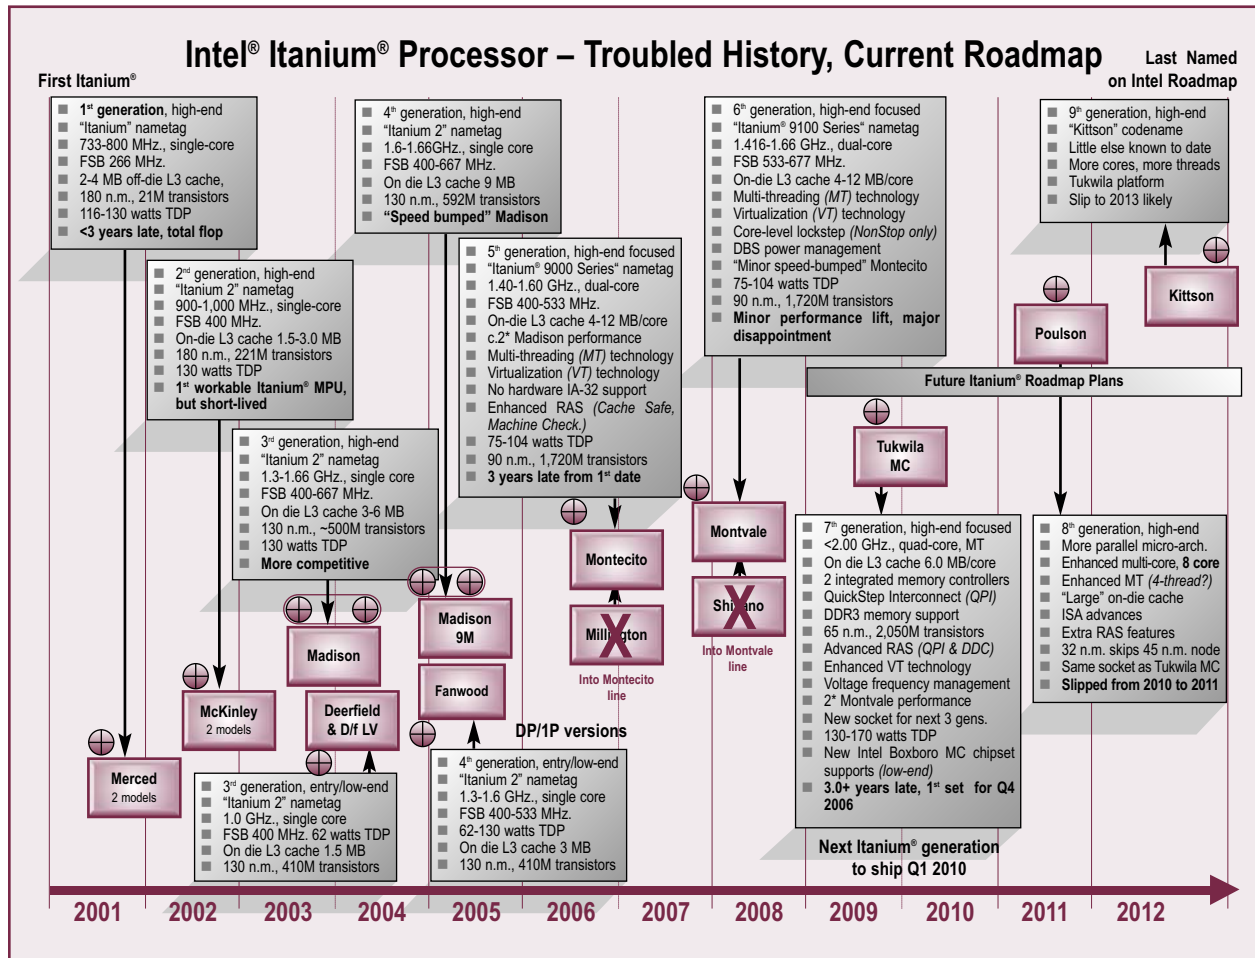 Intel® Itanium® Processor – Troubled History, Current Roadmap
First Itanium®
Last Named
on Intel Roadmap
1st generation, high-end
“Itanium” nametag
733-800 MHz., single-core
FSB 266 MHz.
2-4 MB off-die L3 cache,
180 n.m., 21M transistors
116-130 watts TDP
<3 years late, total flop
2nd generation, high-end
“Itanium 2” nametag
900-1,000 MHz., single-core
FSB 400 MHz.
On-die L3 cache 1.5-3.0 MB
180 n.m., 221M transistors
130 watts TDP
1st workable Itanium® MPU,
but short-lived
3rd generation, high-end
“Itanium 2” nametag
1.3-1.66 GHz., single core
FSB 400-667 MHz.
On die L3 cache 3-6 MB
130 n.m., ~500M transistors
130 watts TDP
More competitive
4th generation, high-end
“Itanium 2” nametag
1.6-1.66GHz., single core
FSB 400-667 MHz.
On die L3 cache 9 MB
130 n.m., 592M transistors
“Speed bumped” Madison
5th generation, high-end focused
“Itanium® 9000 Series“ nametag
1.40-1.60 GHz., dual-core
FSB 400-533 MHz.
On-die L3 cache 4-12 MB/core
c.2* Madison performance
Multi-threading (MT) technology
Virtualization (VT) technology
No hardware IA-32 support
Enhanced RAS (Cache Safe,
Machine Check.)
75-104 watts TDP
90 n.m., 1,720M transistors
3 years late from 1st date
6th generation, high-end focused
“Itanium® 9100 Series“ nametag
1.416-1.66 GHz., dual-core
FSB 533-677 MHz.
On-die L3 cache 4-12 MB/core
Multi-threading (MT) technology
Virtualization (VT) technology
Core-level lockstep (NonStop only)
DBS power management
“Minor speed-bumped” Montecito
75-104 watts TDP
90 n.m., 1,720M transistors
Minor performance lift, major
disappointment
9th generation, high-end
“Kittson” codename
Little else known to date
More cores, more threads
Tukwila platform
Slip to 2013 likely
Kittson
Poulson
Future Itanium® Roadmap Plans
Tukwila
MC
Montvale
Shivano
Into Montvale
line
Montecito
Millington
Into Montecito
line
Madison
9M
Fanwood
Madison
Deerfield
& D/f LV
McKinley
2 models
Merced
2 models
DP/1P versions
3rd generation, entry/low-end
“Itanium 2” nametag
1.0 GHz., single core
FSB 400 MHz. 62 watts TDP
On die L3 cache 1.5 MB
130 n.m., 410M transistors
4th generation, entry/low-end
“Itanium 2” nametag
1.3-1.6 GHz., single core
FSB 400-533 MHz.
62-130 watts TDP
On die L3 cache 3 MB
130 n.m., 410M transistors
7th generation, high-end focused
<2.00 GHz., quad-core, MT
On die L3 cache 6.0 MB/core
2 integrated memory controllers
QuickStep Interconnect (QPI)
DDR3 memory support
65 n.m., 2,050M transistors
Advanced RAS (QPI & DDC)
Enhanced VT technology
Voltage frequency management
2* Montvale performance
New socket for next 3 gens.
130-170 watts TDP
New Intel Boxboro MC chipset
supports (low-end)
3.0+ years late, 1st set for Q4
2006
8th generation, high-end
More parallel micro-arch.
Enhanced multi-core, 8 core
Enhanced MT (4-thread?)
“Large” on-die cache
ISA advances
Extra RAS features
32 n.m. skips 45 n.m. node
Same socket as Tukwila MC
Slipped from 2010 to 2011
Next Itanium® generation
to ship Q1 2010
2001 2002 2003 2004 2005 2006 2007 2008 2009 2010 2011 2012